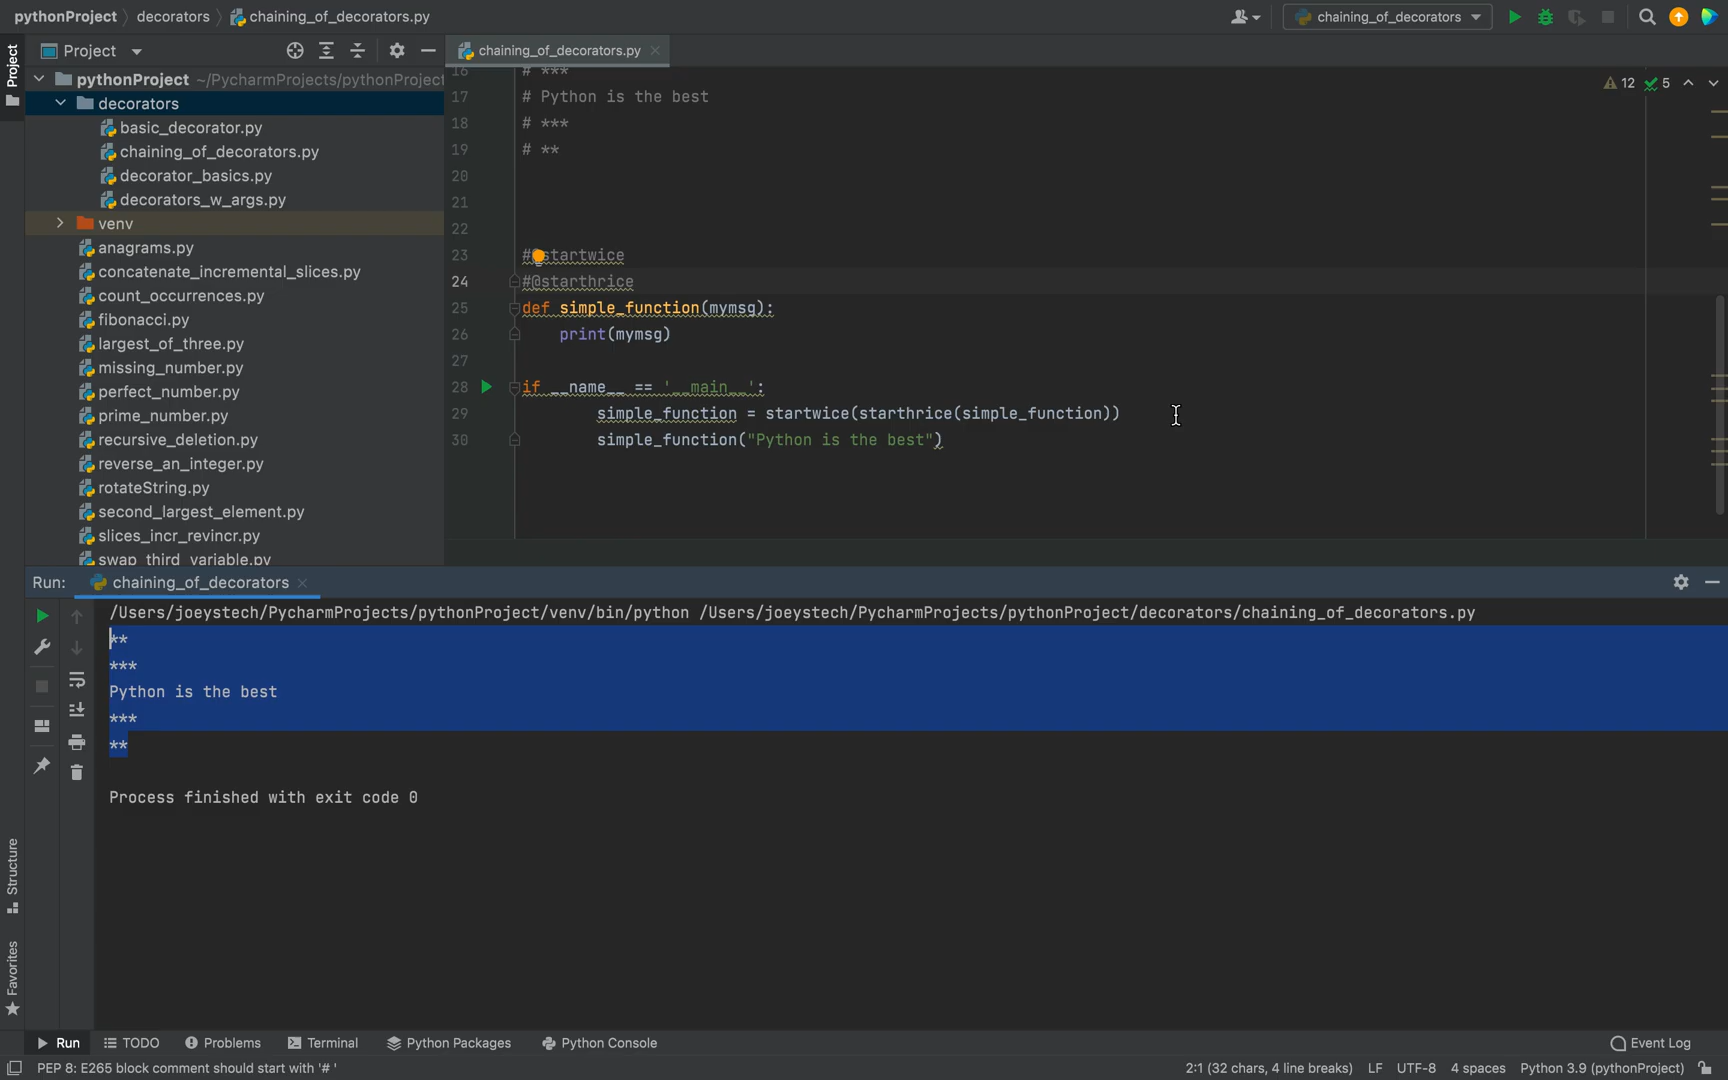 pythonProject decorators chaining_of_decorators.py
chaining_of_decorators
Project
Project
chaining_of_decorators.py
pythonProject ~/PycharmProjects/pythonProject
decorators
basic_decorator.py
chaining_of_decorators.py
decorator_basics.py
decorators_w_args.py
venv
anagrams.py
concatenate_incremental_slices.py
count_occurrences.py
fibonacci.py
largest_of_three.py
missing_number.py
perfect_number.py
prime_number.py
recursive_deletion.py
reverse_an_integer.py
rotateString.py
second_largest_element.py
slices_incr_revincr.py
swap_third_variable.py
12 5
16 # ***
17 # Python is the best
18 # ***
19 # **
20
21
22
23 #@startwice
24 #@starthrice
25 def simple_function(mymsg):
26 print(mymsg)
27
28 if __name__ == '__main__':
29 simple_function = startwice(starthrice(simple_function))
30 simple_function("Python is the best")
Run: chaining_of_decorators
/Users/joeystech/PycharmProjects/pythonProject/venv/bin/python /Users/joeystech/PycharmProjects/pythonProject/decorators/chaining_of_decorators.py
**
***
Python is the best
***
**
Process finished with exit code 0
Structure
Favorites
Run TODO Problems Terminal Python Packages Python Console Event Log
PEP 8: E265 block comment should start with '# ' 2:1 (32 chars, 4 line breaks) LF UTF-8 4 spaces Python 3.9 (pythonProject)